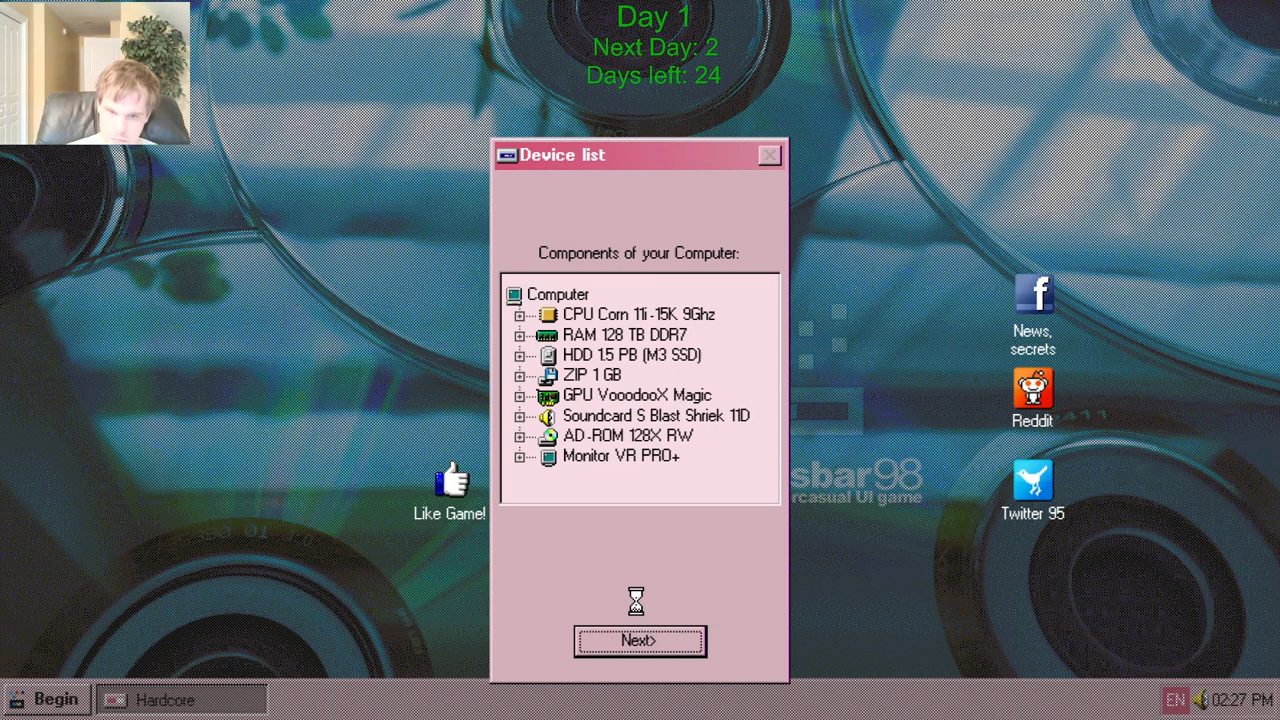 Day 1
Next Day: 2
Days left: 24
Device list
Components of your Computer:
Computer
CPU Corn 11i-15K 9Ghz
RAM 128 TB DDR7
HDD 1.5 PB (M3 SSD)
ZIP 1 GB
GPU VooodooX Magic
Soundcard S Blast Shriek 11D
AD-ROM 128X RW
Monitor VR PRO+
Next>
Like Game!
News,
secrets
Reddit
Twitter 95
sbar98
rcasual UI game
Begin
Hardcore
EN
02:27 PM